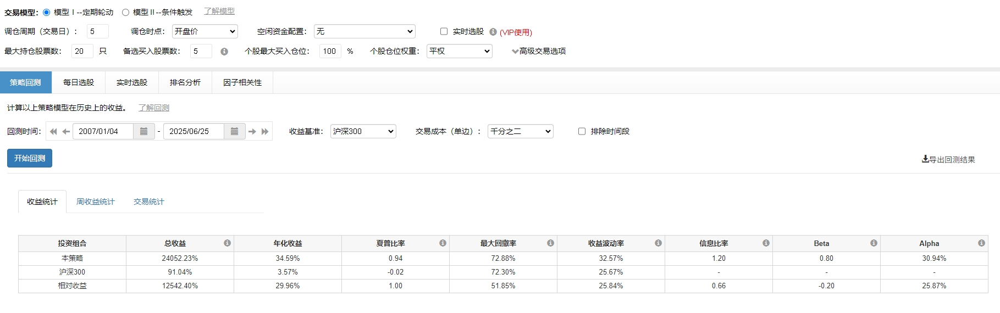 交易模型： 模型Ⅰ--定期轮动 模型Ⅱ--条件触发 了解模型
调仓周期（交易日）： 5 调仓时点： 开盘价 空闲资金配置： 无 实时选股 (VIP使用)
最大持仓股票数： 20 只 备选买入股票数： 5 个股最大买入仓位： 100 % 个股仓位权重： 平权 高级交易选项
策略回测 每日选股 实时选股 排名分析 因子相关性
计算以上策略模型在历史上的收益。 了解回测
回测时间： 2007/01/04 - 2025/06/25 收益基准： 沪深300 交易成本（单边）： 千分之二 排除时间段
开始回测 导出回测结果
收益统计 周收益统计 交易统计
投资组合 总收益 年化收益 夏普比率 最大回撤率 收益波动率 信息比率 Beta Alpha
本策略 24052.23% 34.59% 0.94 72.88% 32.57% 1.20 0.80 30.94%
沪深300 91.04% 3.57% -0.02 72.30% 25.67% - - -
相对收益 12542.40% 29.96% 1.00 51.85% 25.84% 0.66 -0.20 25.87%